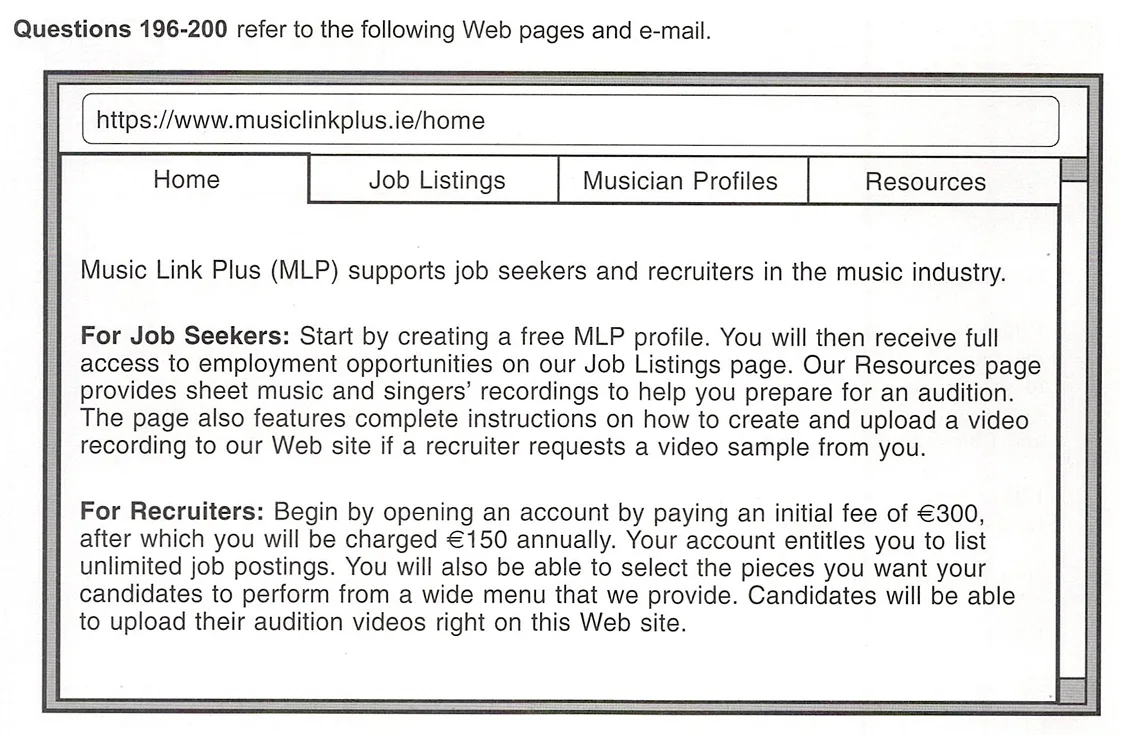 Questions 196-200 refer to the following Web pages and e-mail.
https://www.musiclinkplus.ie/home
Home Job Listings Musician Profiles Resources
Music Link Plus (MLP) supports job seekers and recruiters in the music industry.
For Job Seekers: Start by creating a free MLP profile. You will then receive full
access to employment opportunities on our Job Listings page. Our Resources page
provides sheet music and singers' recordings to help you prepare for an audition.
The page also features complete instructions on how to create and upload a video
recording to our Web site if a recruiter requests a video sample from you.
For Recruiters: Begin by opening an account by paying an initial fee of €300,
after which you will be charged €150 annually. Your account entitles you to list
unlimited job postings. You will also be able to select the pieces you want your
candidates to perform from a wide menu that we provide. Candidates will be able
to upload their audition videos right on this Web site.